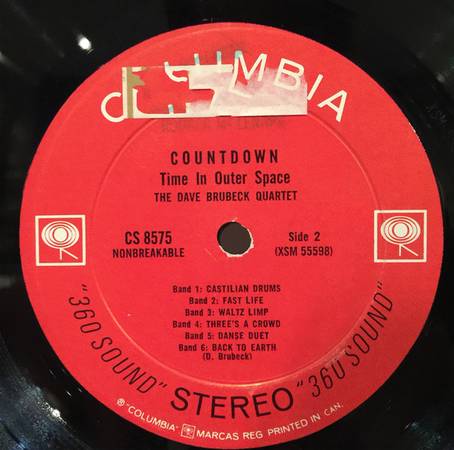 COLUMBIA
COUNTDOWN
Time In Outer Space
THE DAVE BRUBECK QUARTET
CS 8575
NONBREAKABLE
Side 2
(XSM 55598)
Band 1: CASTILIAN DRUMS
Band 2: FAST LIFE
Band 3: WALTZ LIMP
Band 4: THREE'S A CROWD
Band 5: DANSE DUET
Band 6: BACK TO EARTH
(D. Brubeck)
"360 SOUND" STEREO "360 SOUND"
℗ "COLUMBIA" MARCAS REG PRINTED IN CAN.